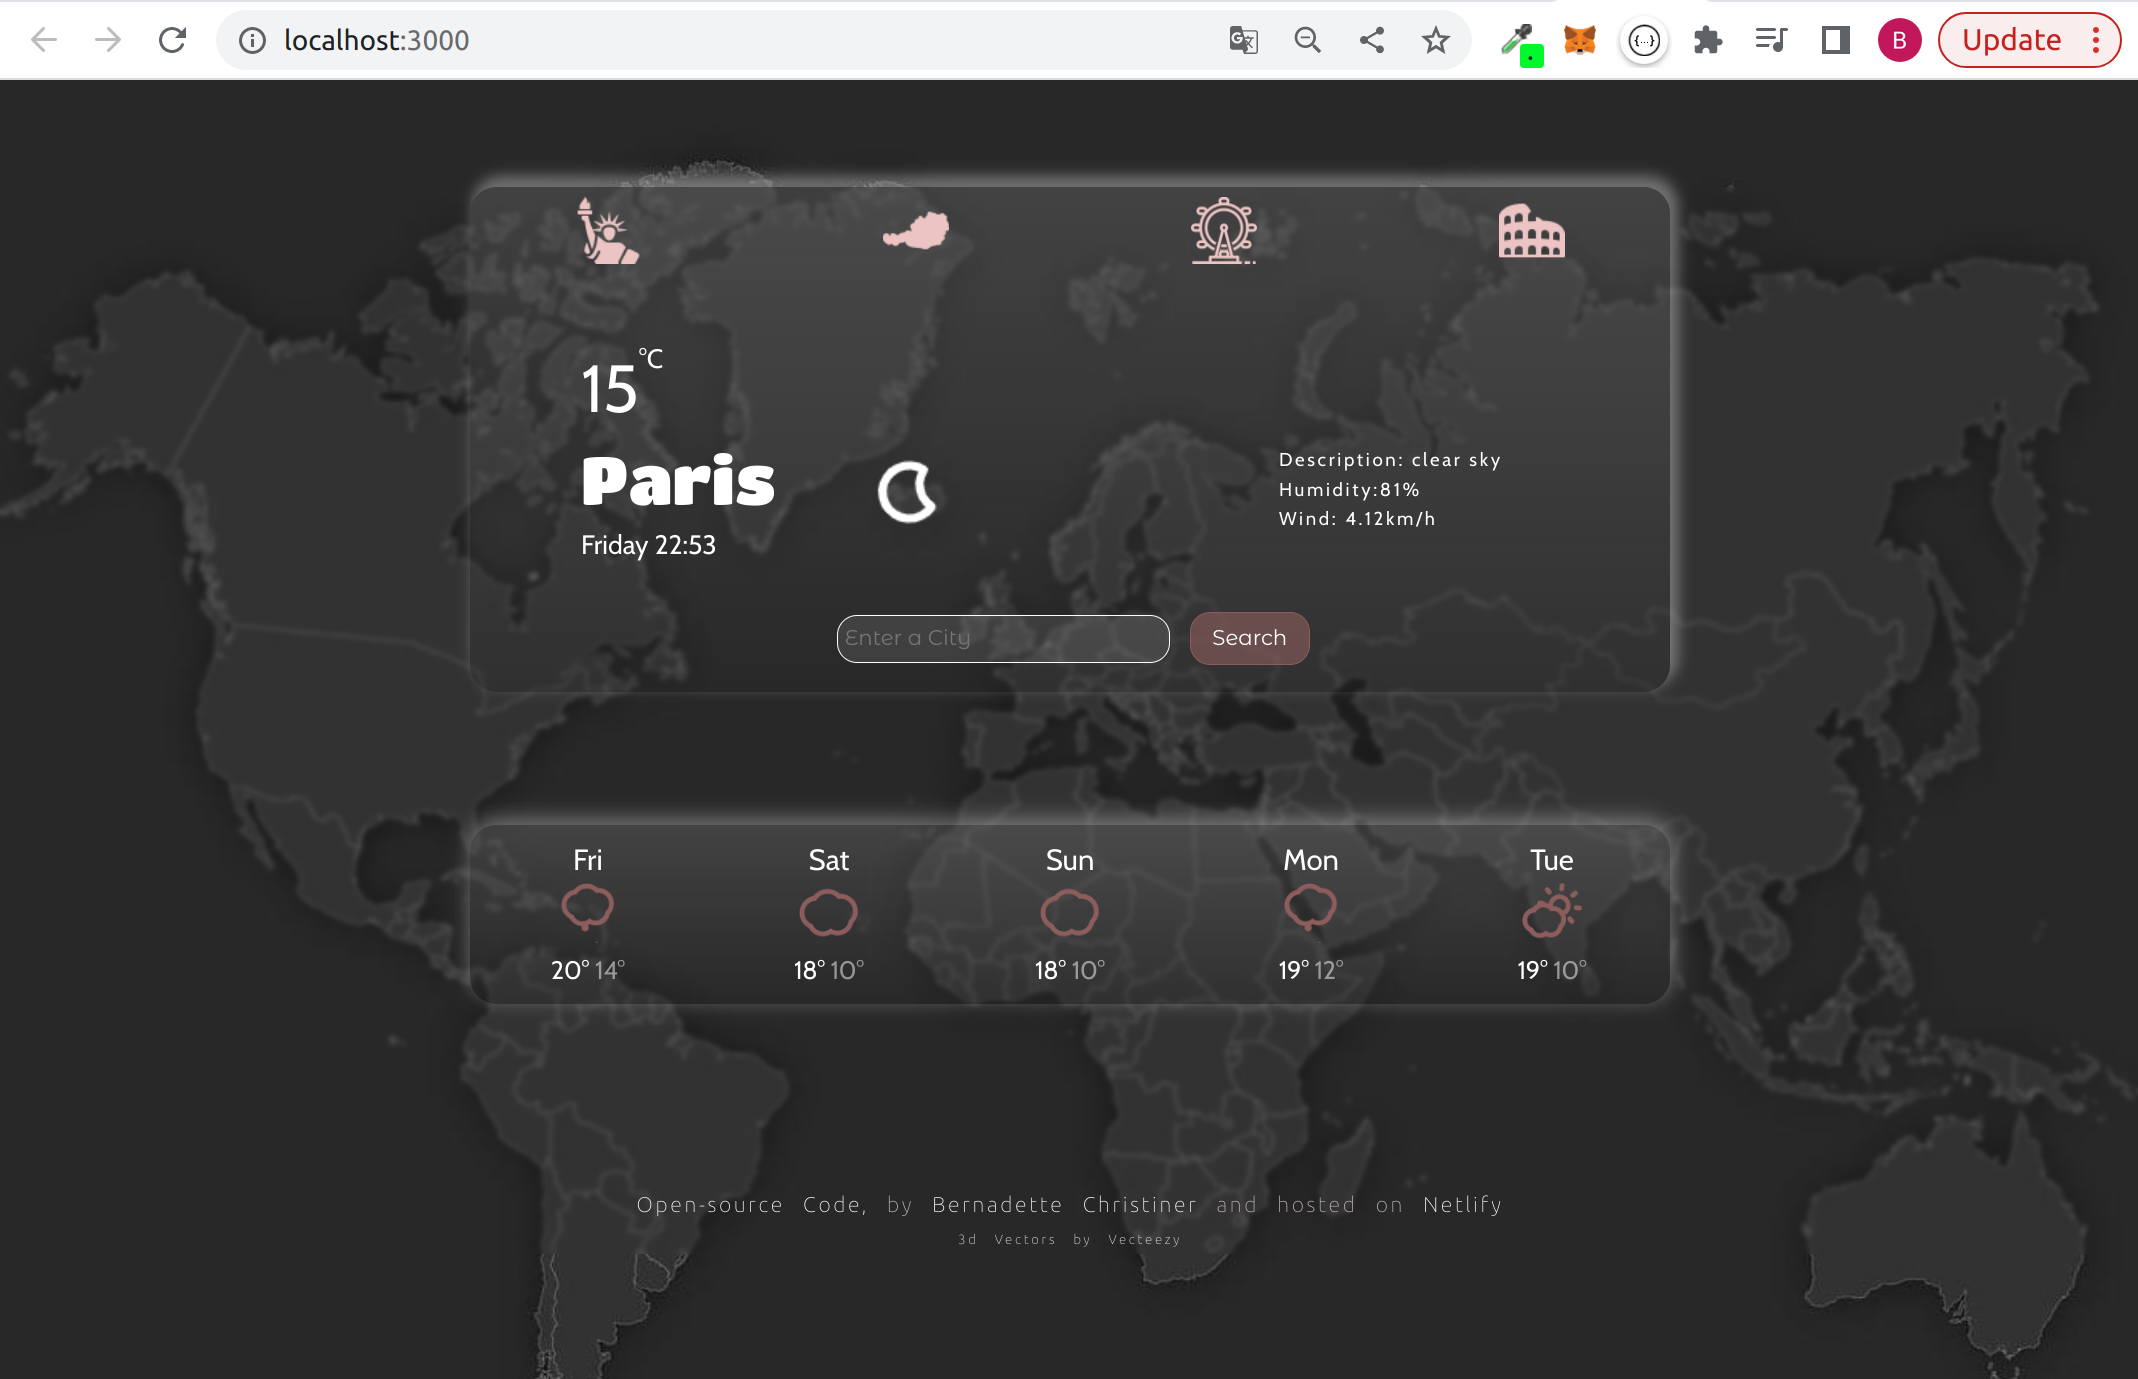 localhost:3000
B
Update
15
°C
Paris
Friday 22:53
Description: clear sky
Humidity:81%
Wind: 4.12km/h
Enter a City
Search
Fri
Sat
Sun
Mon
Tue
20° 14°
18° 10°
18° 10°
19° 12°
19° 10°
Open-source Code, by Bernadette Christiner and hosted on Netlify
3d Vectors by Vecteezy